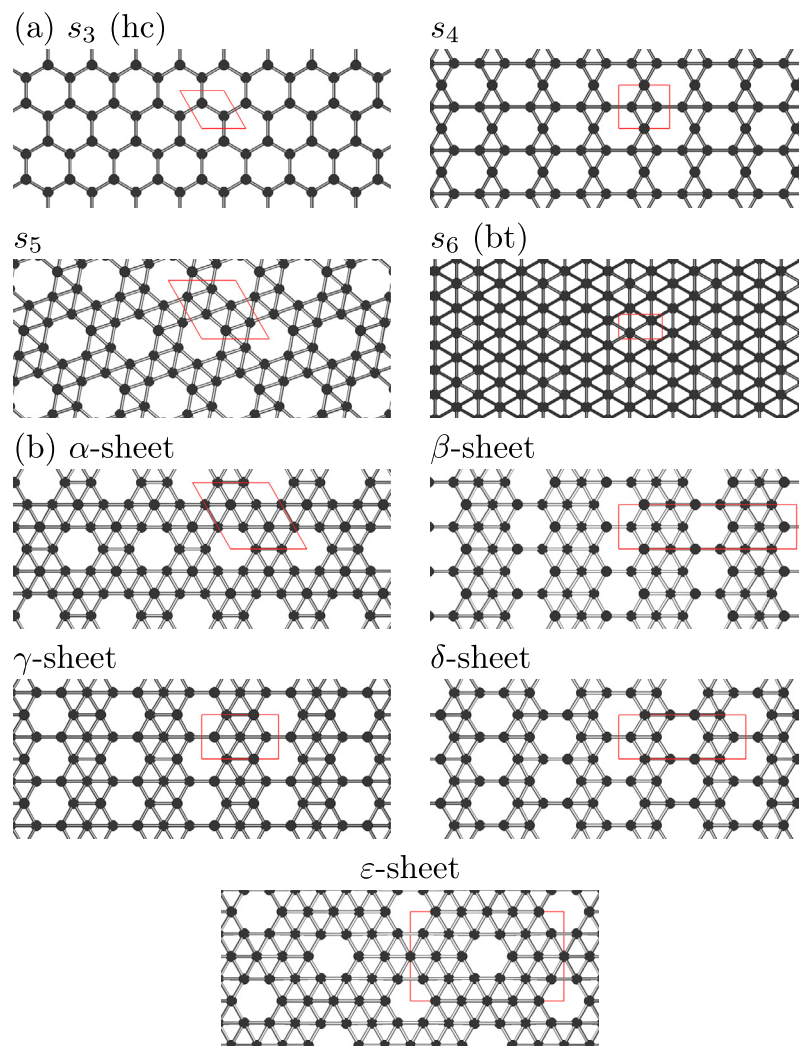 (a) s₃ (hc)
s₄
s₅
s₆ (bt)
(b) α-sheet
β-sheet
γ-sheet
δ-sheet
ε-sheet